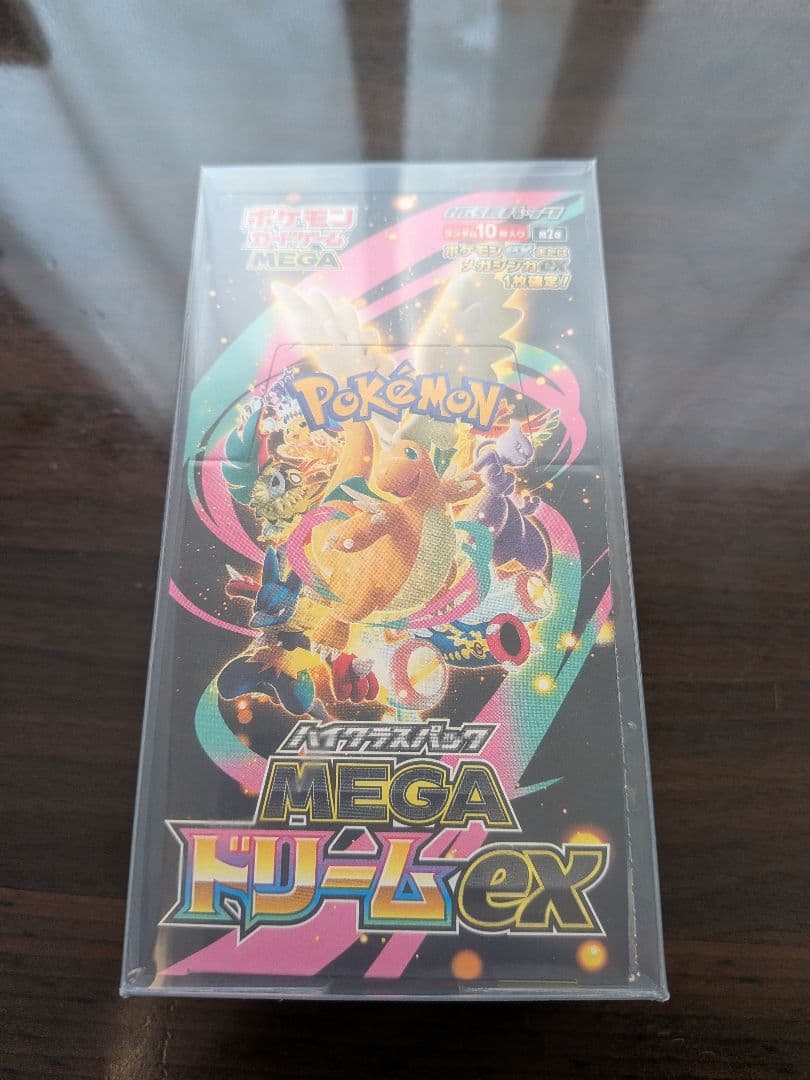 ポケモン
カードゲーム
MEGA
ハイクラスパック
ランダム10枚入り M2a
ポケモンexまたは
メガシンカex
1枚確定!
POKéMON
TM
ハイクラスパック
MEGA
ドリームex